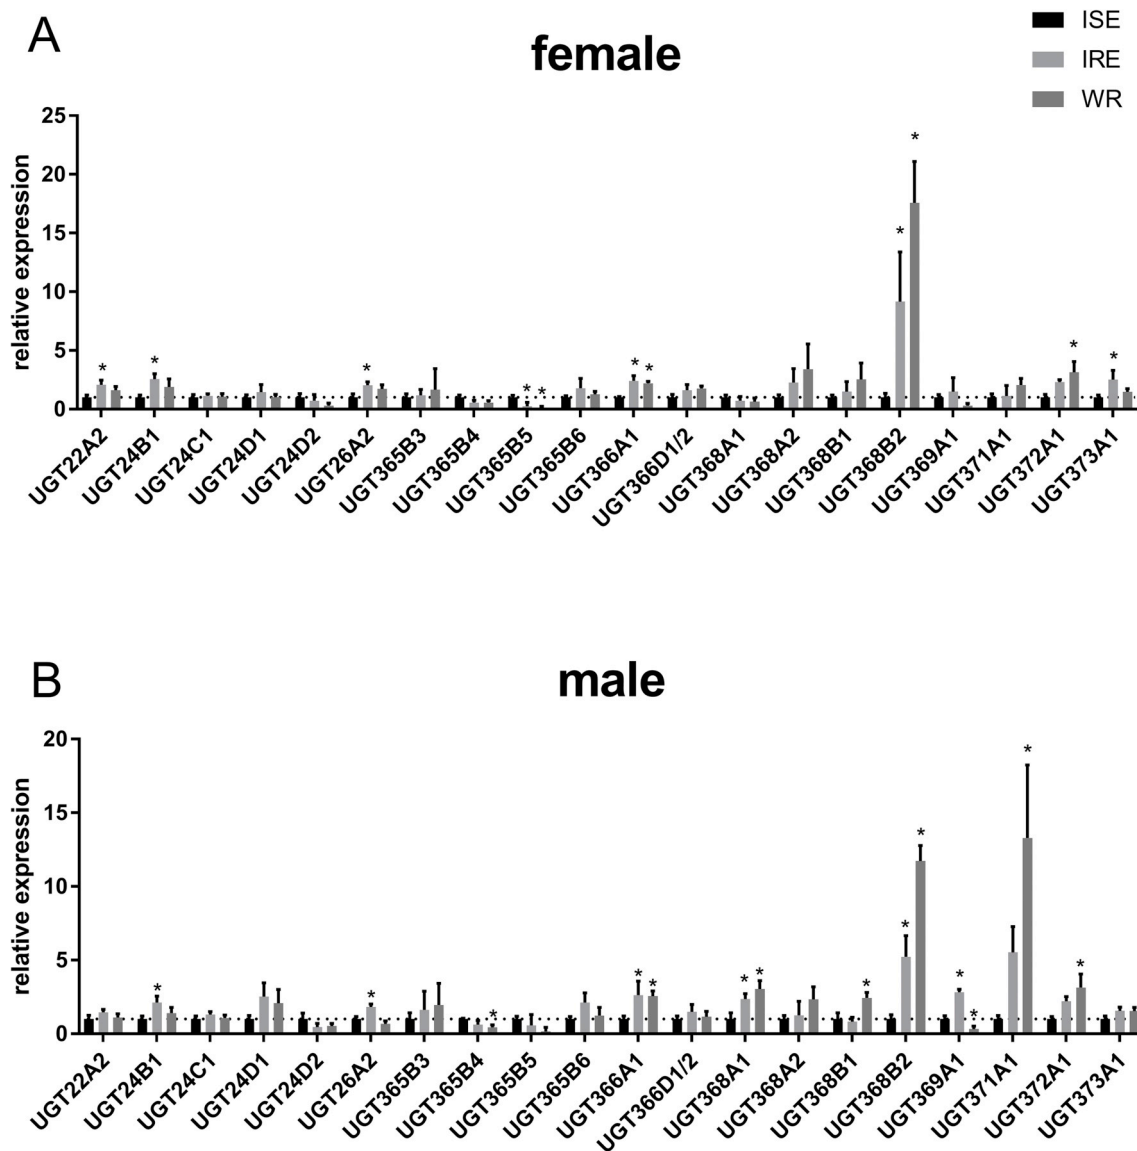 A
female
ISE
IRE
WR
relative expression
25
20
15
10
5
0
* * * * * * * * * * * *
UGT22A2 UGT24B1 UGT24C1 UGT24D1 UGT24D2 UGT26A2 UGT365B3 UGT365B4 UGT365B5 UGT365B6 UGT366A1 UGT366D1/2 UGT368A1 UGT368A2 UGT368B1 UGT368B2 UGT369A1 UGT371A1 UGT372A1 UGT373A1
B
male
relative expression
20
15
10
5
0
* * * * * * * * * * * * * * *
UGT22A2 UGT24B1 UGT24C1 UGT24D1 UGT24D2 UGT26A2 UGT365B3 UGT365B4 UGT365B5 UGT365B6 UGT366A1 UGT366D1/2 UGT368A1 UGT368A2 UGT368B1 UGT368B2 UGT369A1 UGT371A1 UGT372A1 UGT373A1